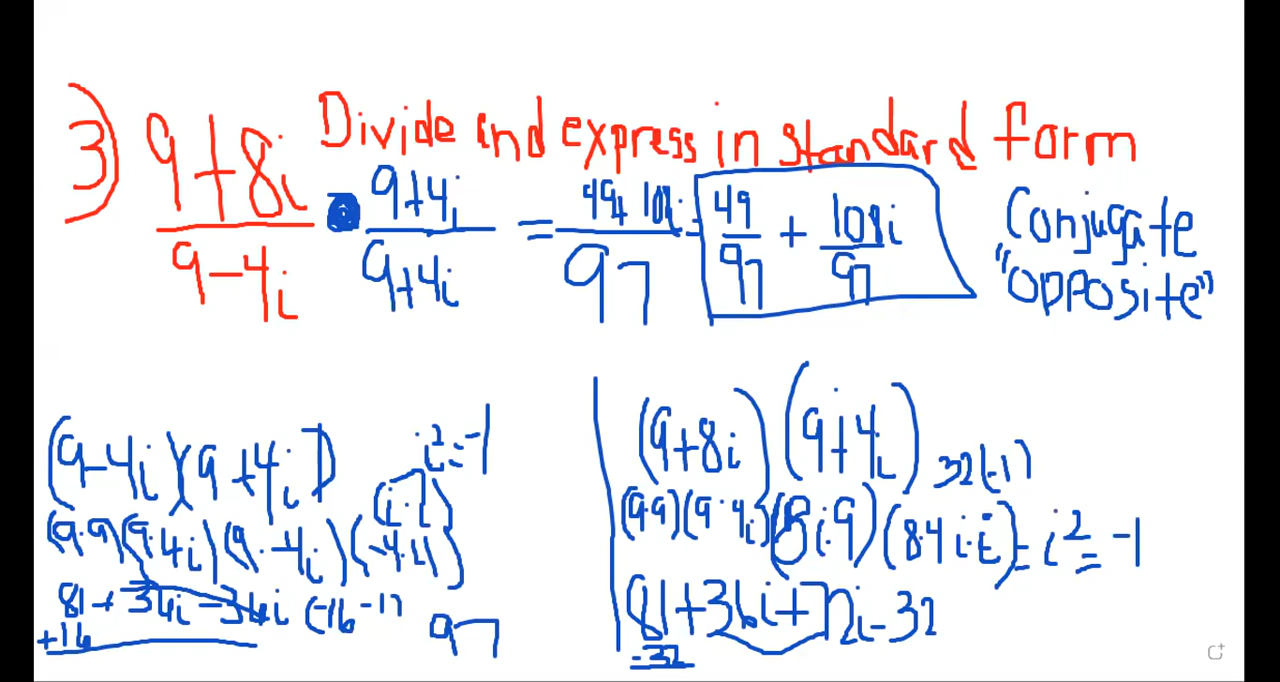 3) 9+8i Divide and express in standard form
9-4i
• 9+4i = 49+108i = 49 + 108i Conjugate
9+4i 97 97 97 "opposite"
(9-4i)(9+4i) i²=-1
(i·i)
(9·9)(9·4i)(9·-4i)(-4·4)
81+36i-36i(-16·-1)
+16 97
(9+8i)(9+4i) 32(-1)
(9·9)(9·4i)(8i·9)(8·4i·i)= i²=-1
81+36i+72i-32
-32